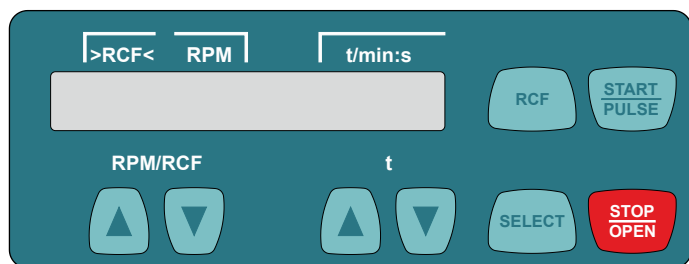 >RCF< RPM t/min:s
RCF
START
PULSE
RPM/RCF t
SELECT
STOP
OPEN